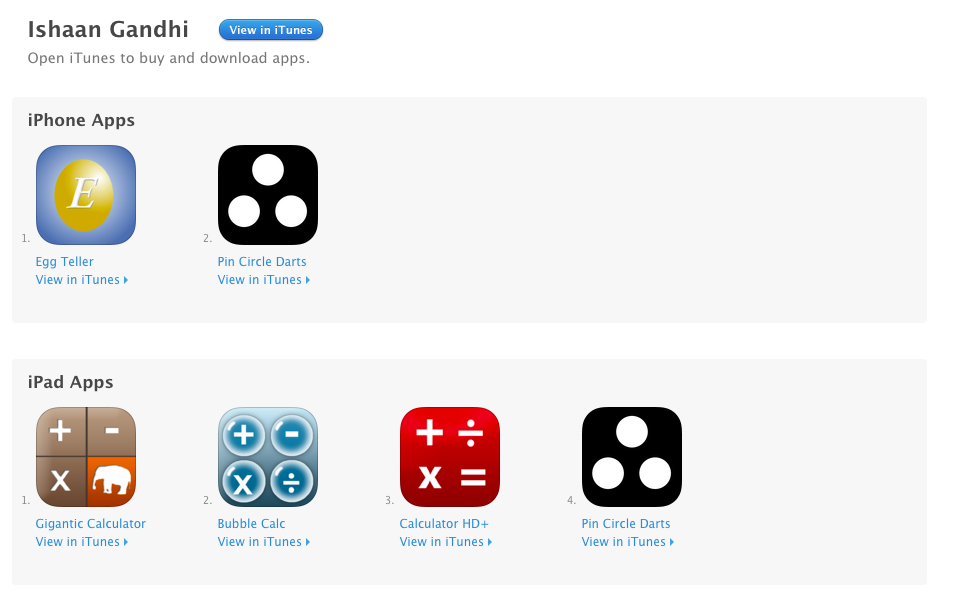 Ishaan Gandhi View in iTunes
Open iTunes to buy and download apps.
iPhone Apps
E
1. 2.
Egg Teller Pin Circle Darts
View in iTunes View in iTunes
iPad Apps
+ - + - + ÷
x x ÷ x =
1. 2. 3. 4.
Gigantic Calculator Bubble Calc Calculator HD+ Pin Circle Darts
View in iTunes View in iTunes View in iTunes View in iTunes